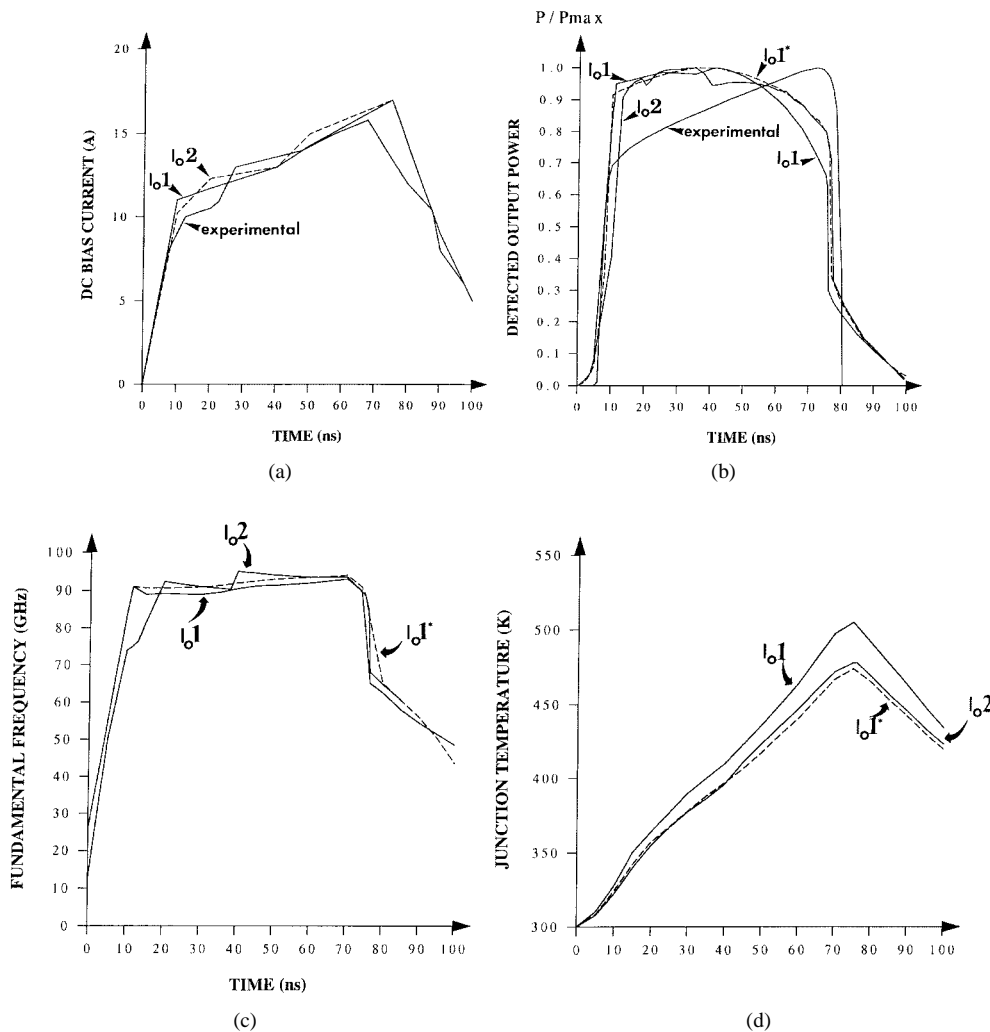 DC BIAS CURRENT (A)
20
15
10
5
0
Io2
Io1
experimental
0 10 20 30 40 50 60 70 80 90 100
TIME (ns)
(a)
P / Pmax
DETECTED OUTPUT POWER
1.0
0.9
0.8
0.7
0.6
0.5
0.4
0.3
0.2
0.1
0.0
Io1
Io1*
Io2
experimental
Io1
0 10 20 30 40 50 60 70 80 90 100
TIME (ns)
(b)
FUNDAMENTAL FREQUENCY (GHz)
100
90
80
70
60
50
40
30
20
10
0
Io2
Io1
Io1*
0 10 20 30 40 50 60 70 80 90 100
TIME (ns)
(c)
JUNCTION TEMPERATURE (K)
550
500
450
400
350
300
Io1
Io1*
Io2
0 10 20 30 40 50 60 70 80 90 100
TIME (ns)
(d)